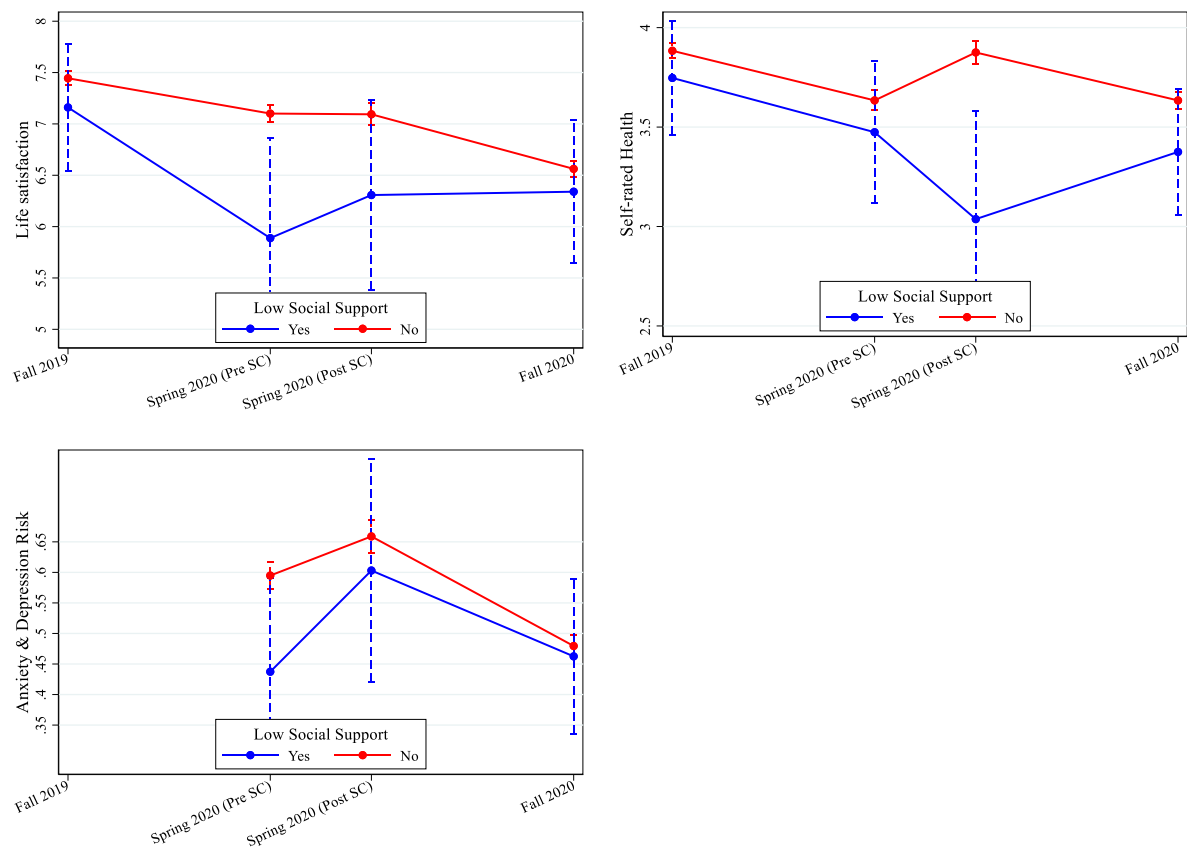 Life satisfaction
8
7.5
7
6.5
6
5.5
5
Low Social Support
Yes No
Fall 2019
Spring 2020 (Pre SC)
Spring 2020 (Post SC)
Fall 2020
Self-rated Health
4
3.5
3
2.5
Low Social Support
Yes No
Fall 2019
Spring 2020 (Pre SC)
Spring 2020 (Post SC)
Fall 2020
Anxiety & Depression Risk
.65
.6
.55
.5
.45
.4
.35
Low Social Support
Yes No
Fall 2019
Spring 2020 (Pre SC)
Spring 2020 (Post SC)
Fall 2020